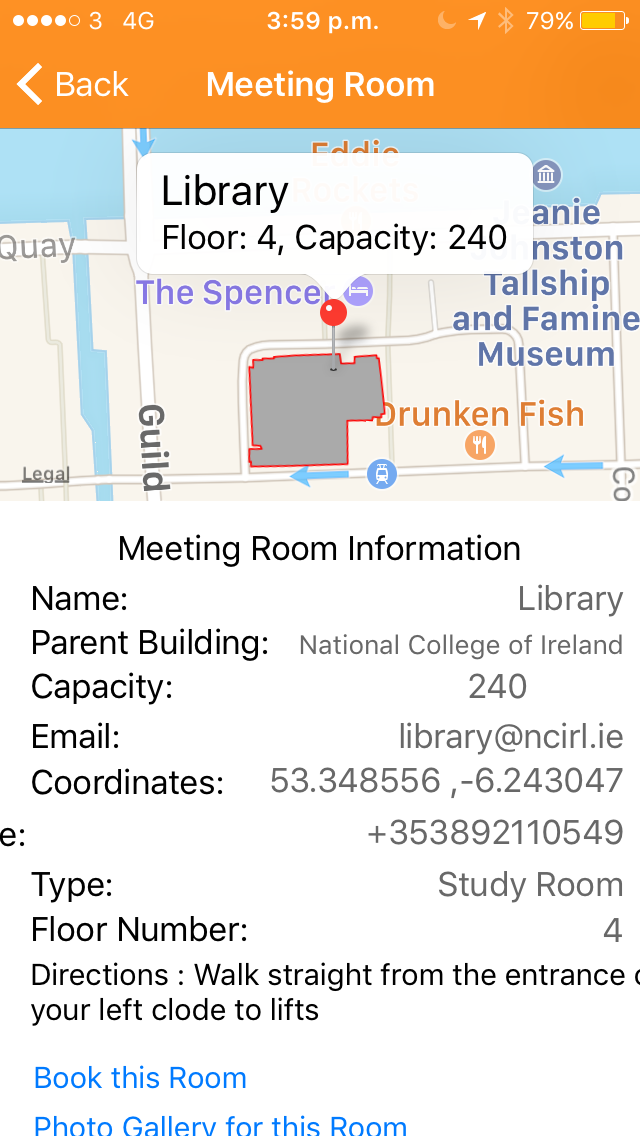 3 4G 3:59 p.m. 79%
Back Meeting Room
Eddie
Rockets
Library
Floor: 4, Capacity: 240
Quay
Jeanie
Johnston
Tallship
and Famine
Museum
The Spencer
Drunken Fish
Guild
Legal
Co
Meeting Room Information
Name: Library
Parent Building: National College of Ireland
Capacity: 240
Email: library@ncirl.ie
Coordinates: 53.348556 ,-6.243047
e: +353892110549
Type: Study Room
Floor Number: 4
Directions : Walk straight from the entrance
your left clode to lifts
Book this Room
Photo Gallery for this Room